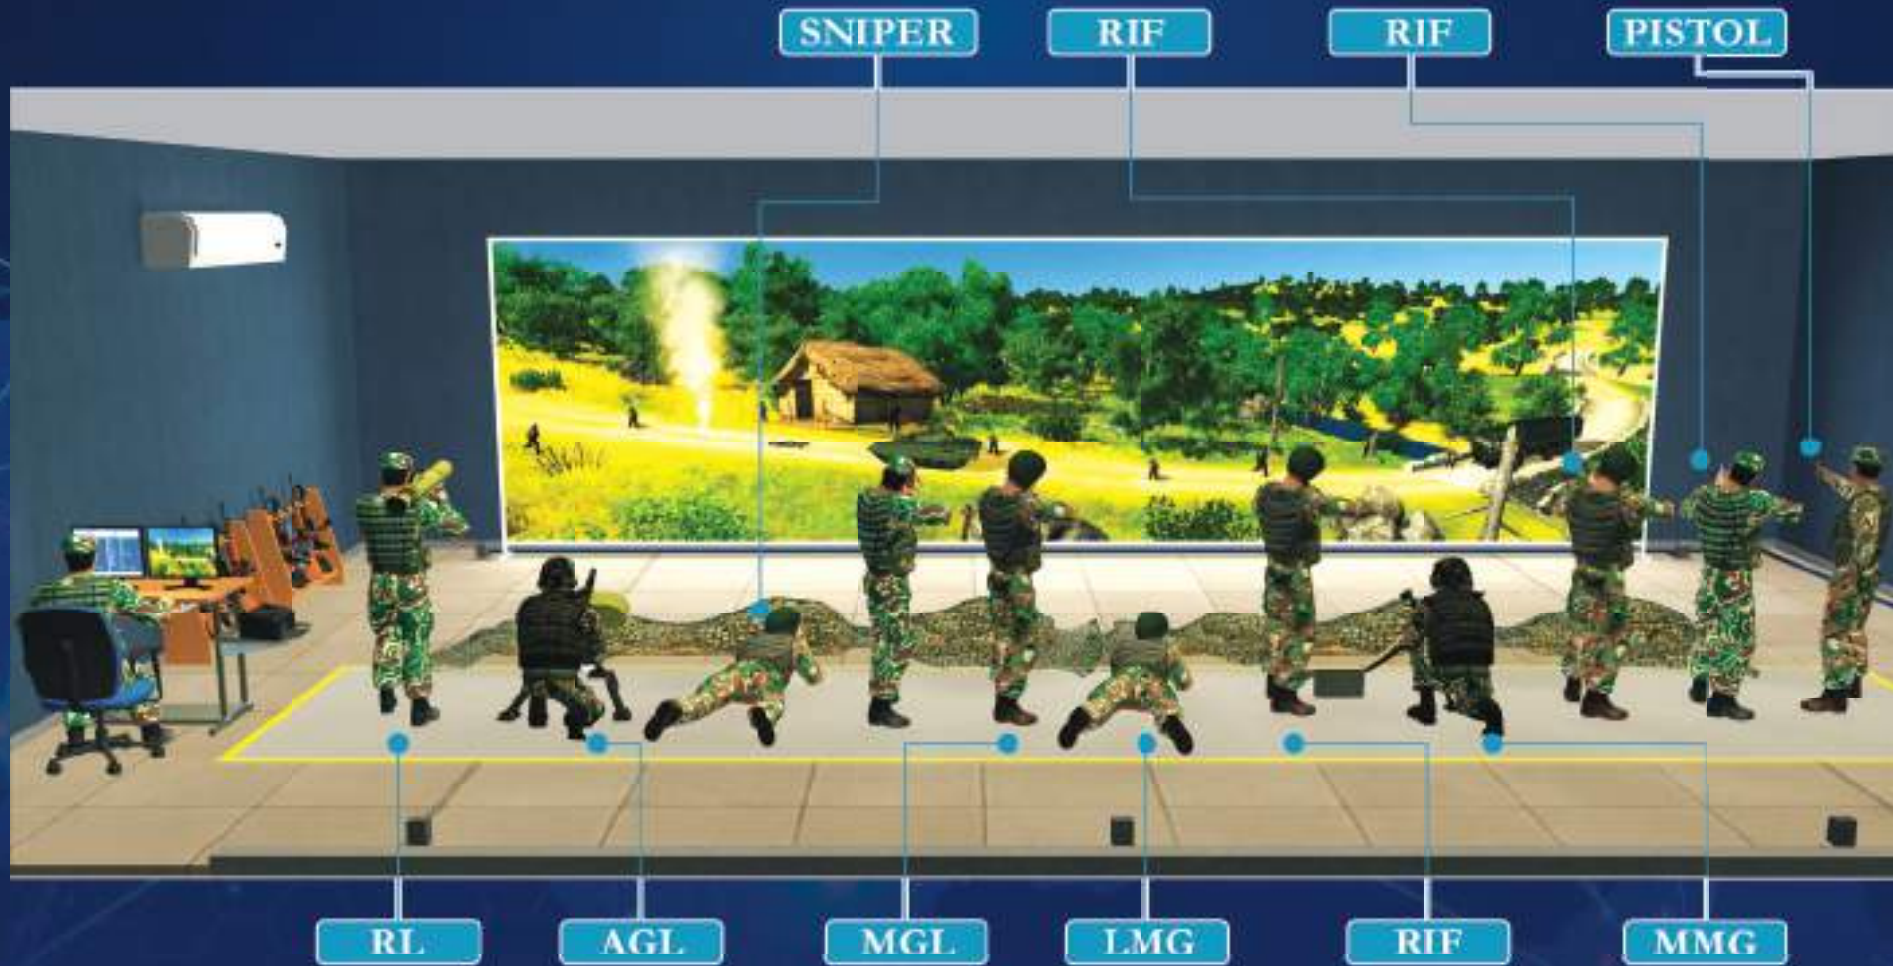 SNIPER
RIF
RIF
PISTOL
RL
AGL
MGL
LMG
RIF
MMG